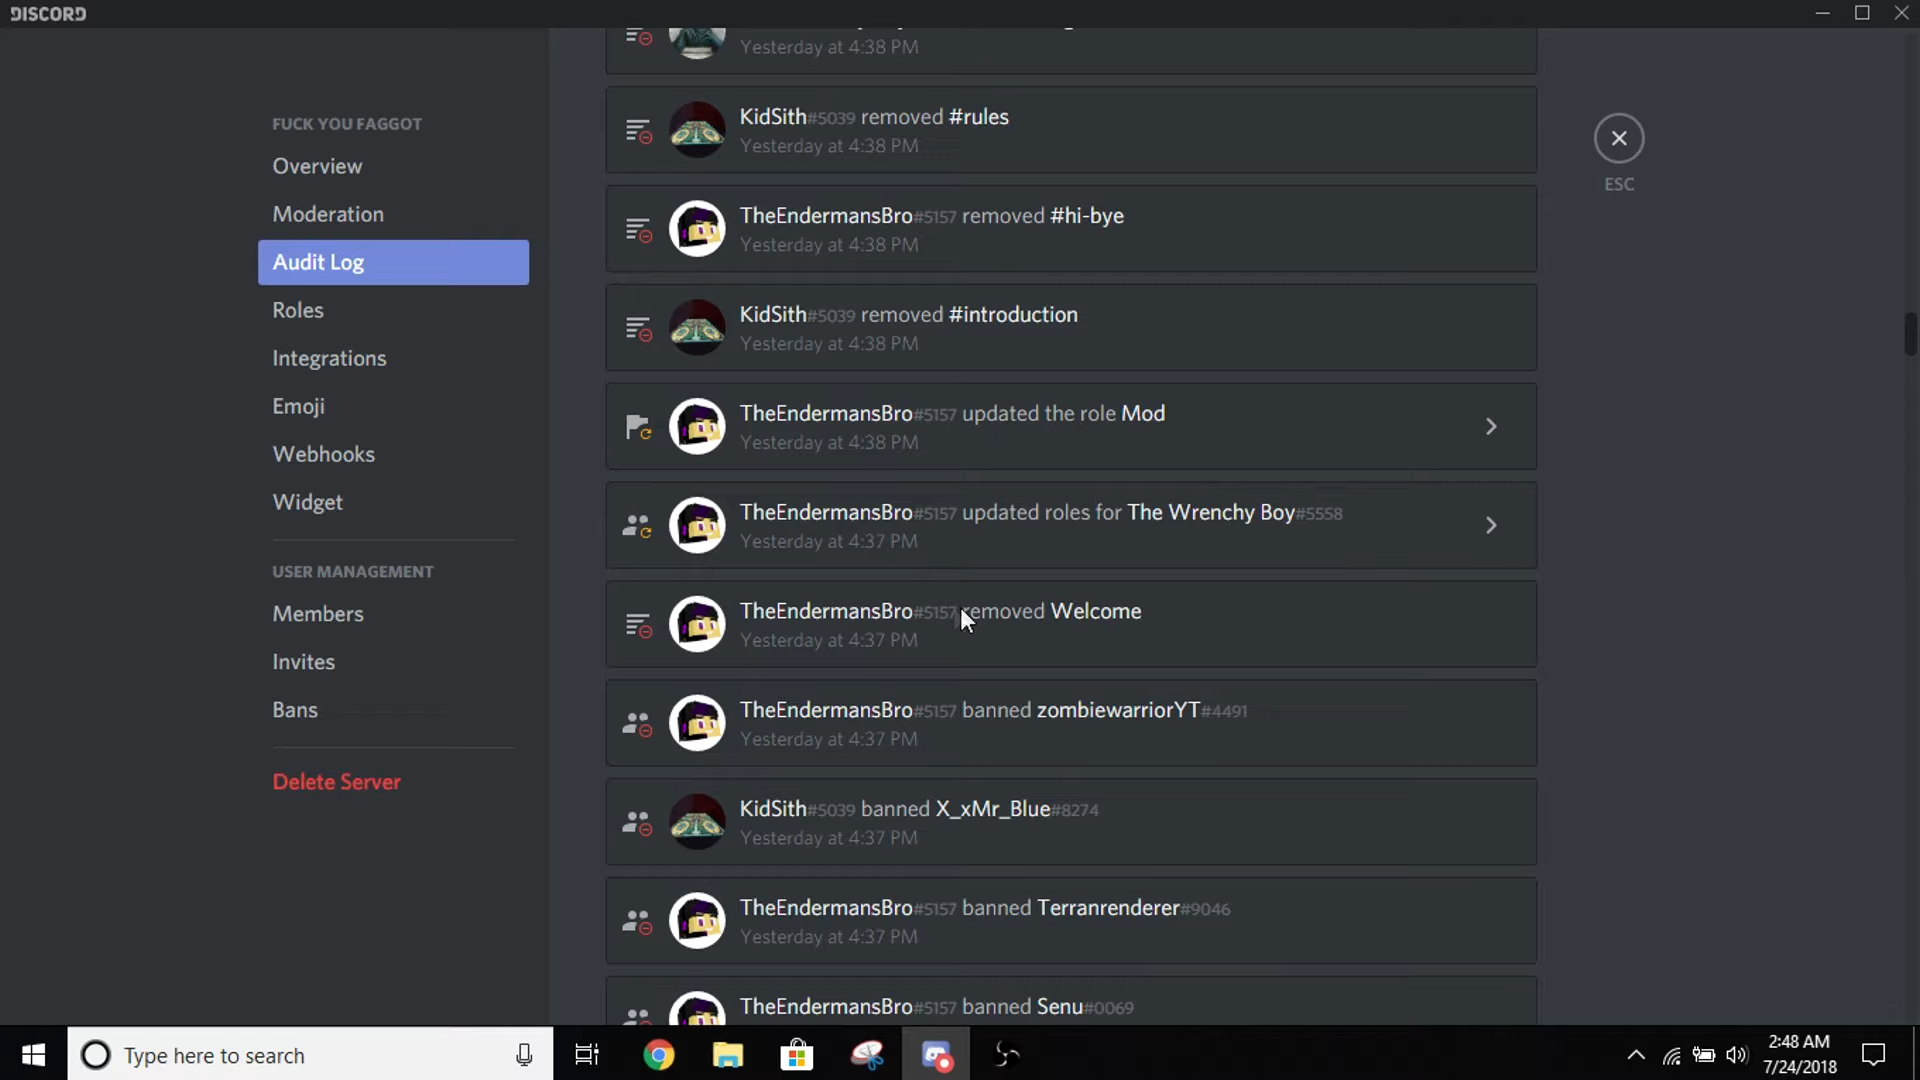 DISCORD
Yesterday at 4:38 PM
FUCK YOU FAGGOT
Overview
Moderation
Audit Log
Roles
Integrations
Emoji
Webhooks
Widget
USER MANAGEMENT
Members
Invites
Bans
Delete Server
KidSith#5039 removed #rules
Yesterday at 4:38 PM
TheEndermansBro#5157 removed #hi-bye
Yesterday at 4:38 PM
KidSith#5039 removed #introduction
Yesterday at 4:38 PM
TheEndermansBro#5157 updated the role Mod
Yesterday at 4:38 PM
TheEndermansBro#5157 updated roles for The Wrenchy Boy#5558
Yesterday at 4:37 PM
TheEndermansBro#5157 removed Welcome
Yesterday at 4:37 PM
TheEndermansBro#5157 banned zombiewarriorYT#4491
Yesterday at 4:37 PM
KidSith#5039 banned X_xMr_Blue#8274
Yesterday at 4:37 PM
TheEndermansBro#5157 banned Terranrenderer#9046
Yesterday at 4:37 PM
TheEndermansBro#5157 banned Senu#0069
ESC
Type here to search
2:48 AM
7/24/2018